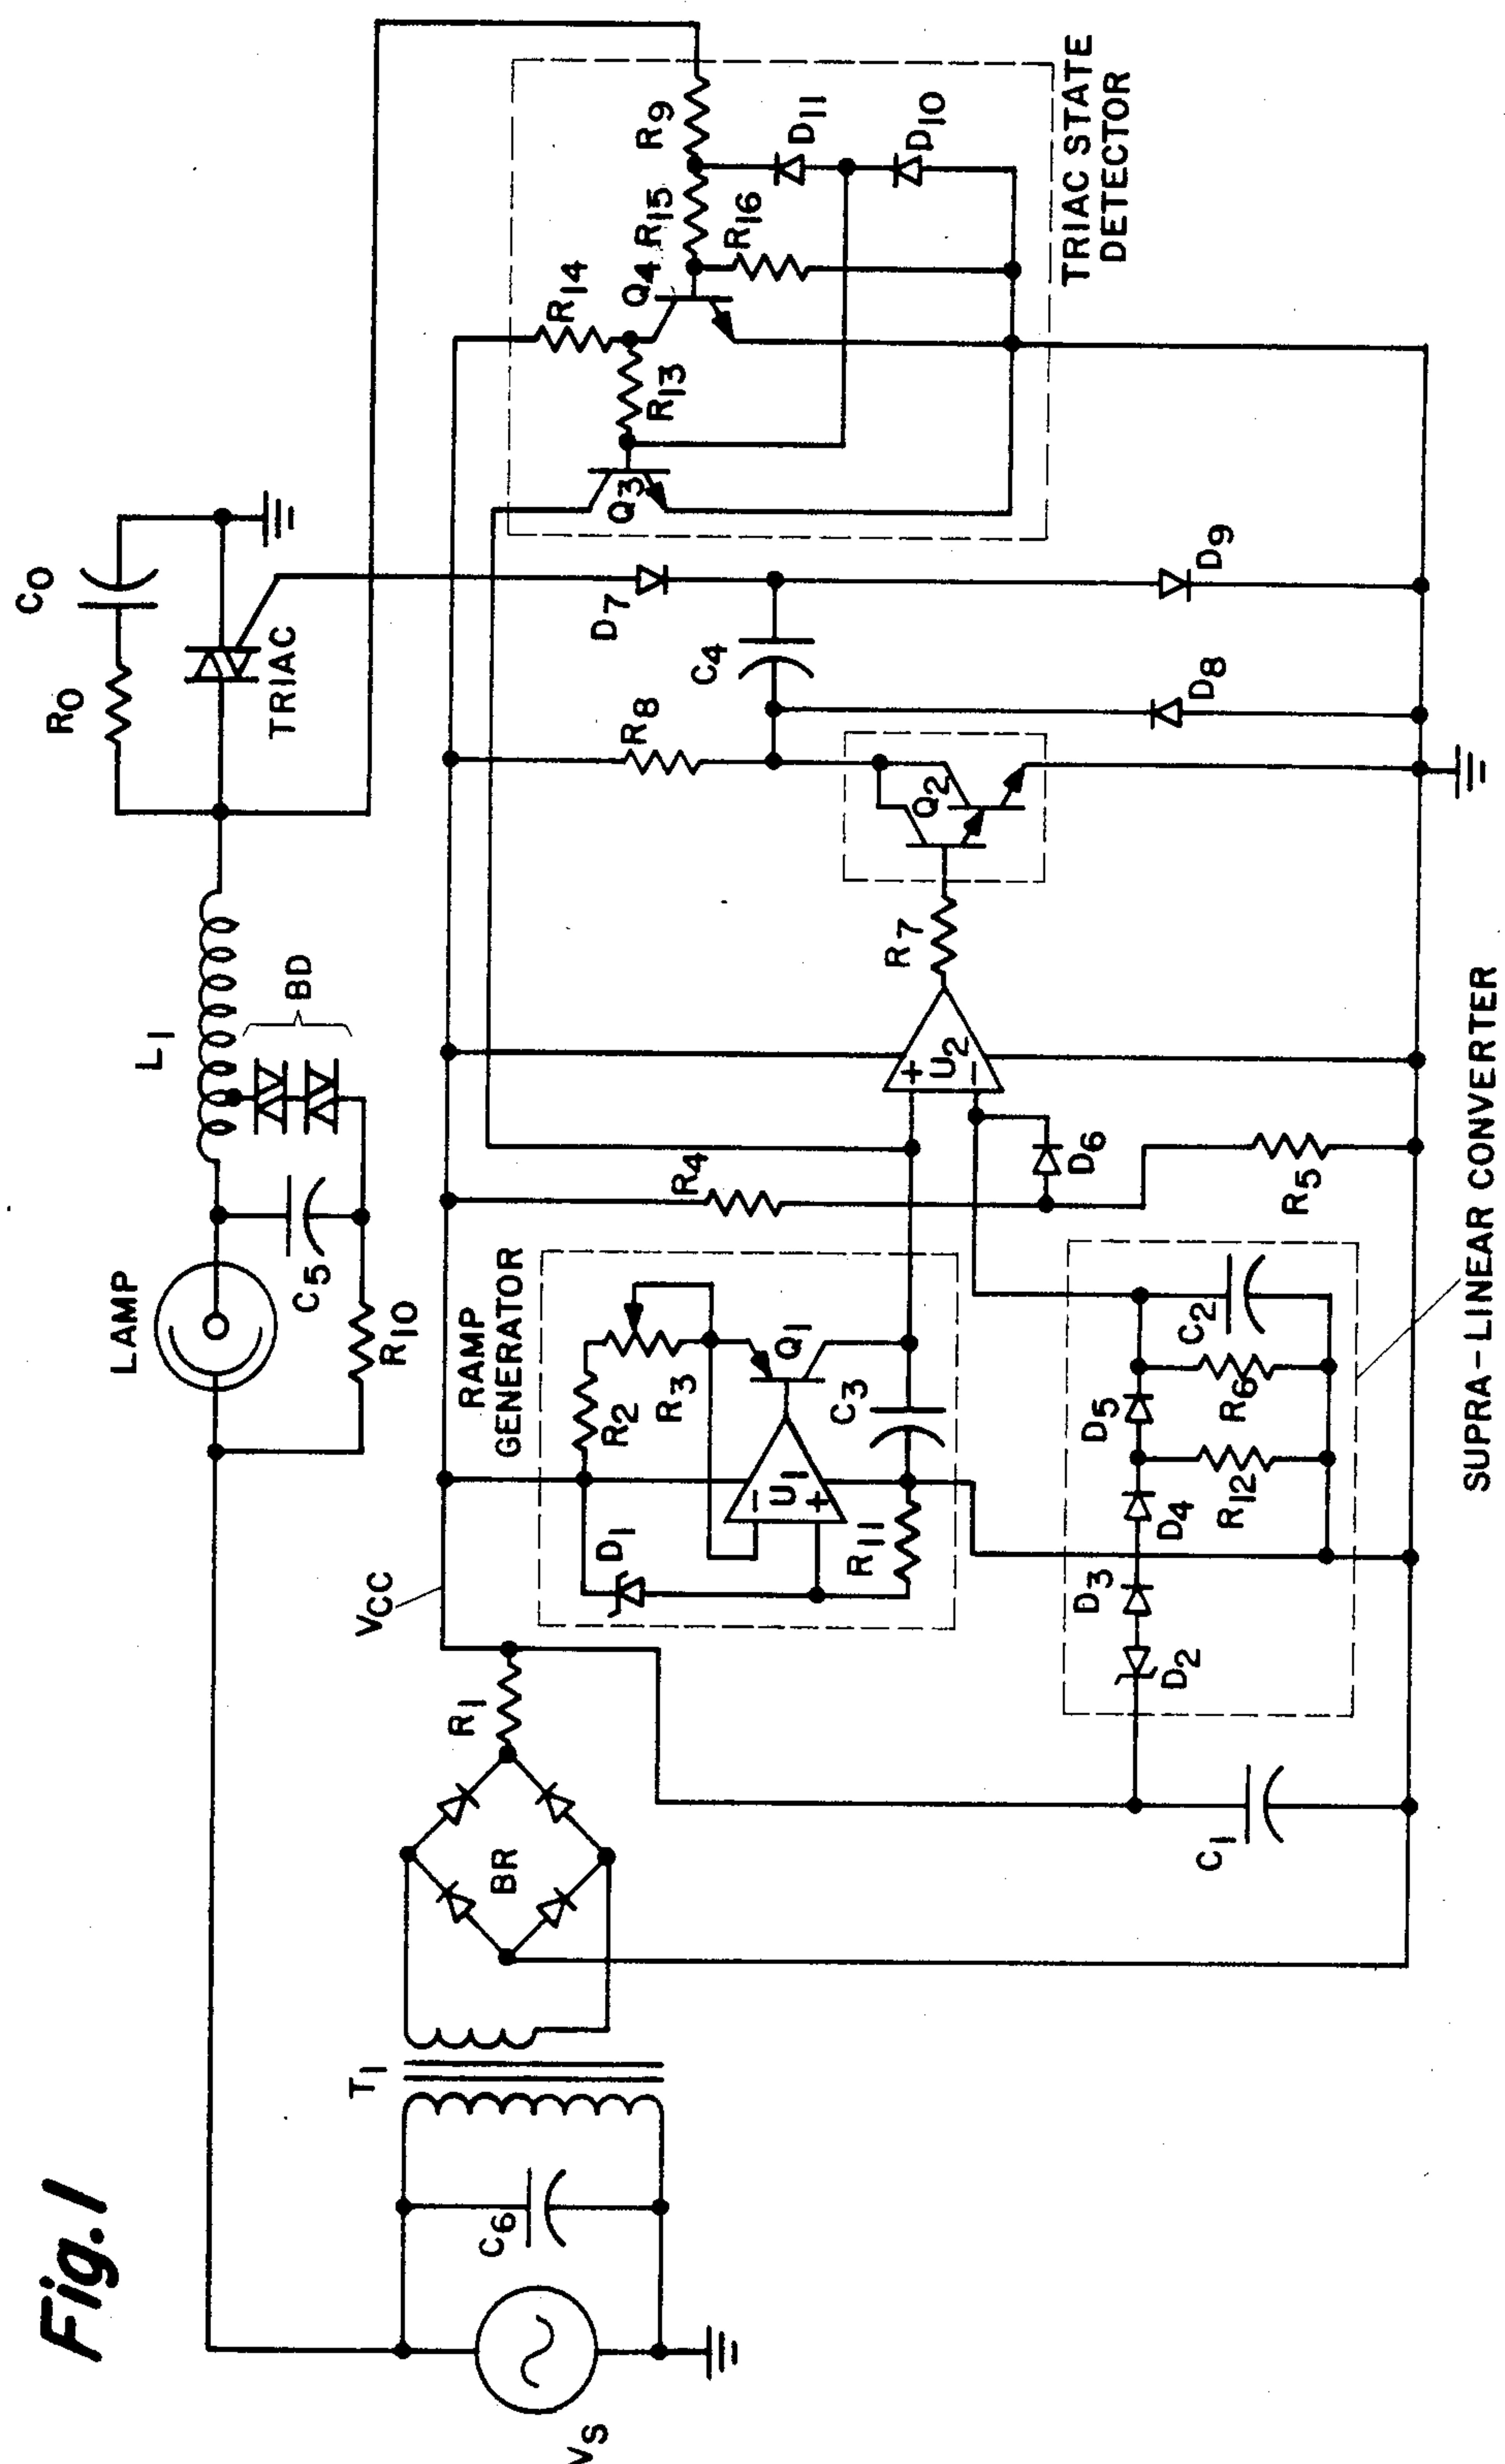 Fig. 1
VS
C6
T1
BR
R1
VCC
LAMP
C5
R10
L1
BD
R0
C0
TRIAC
RAMP
GENERATOR
D1
R2
R3
U1
- +
Q1
R11
C3
C1
D2
D3
D4
D5
R12
R6
C2
SUPRA-LINEAR CONVERTER
R4
D6
R5
U2
+ -
R7
Q2
R8
C4
D7
D8
D9
Q3
R13
R14
Q4
R15
R16
R9
D11
D10
TRIAC STATE
DETECTOR